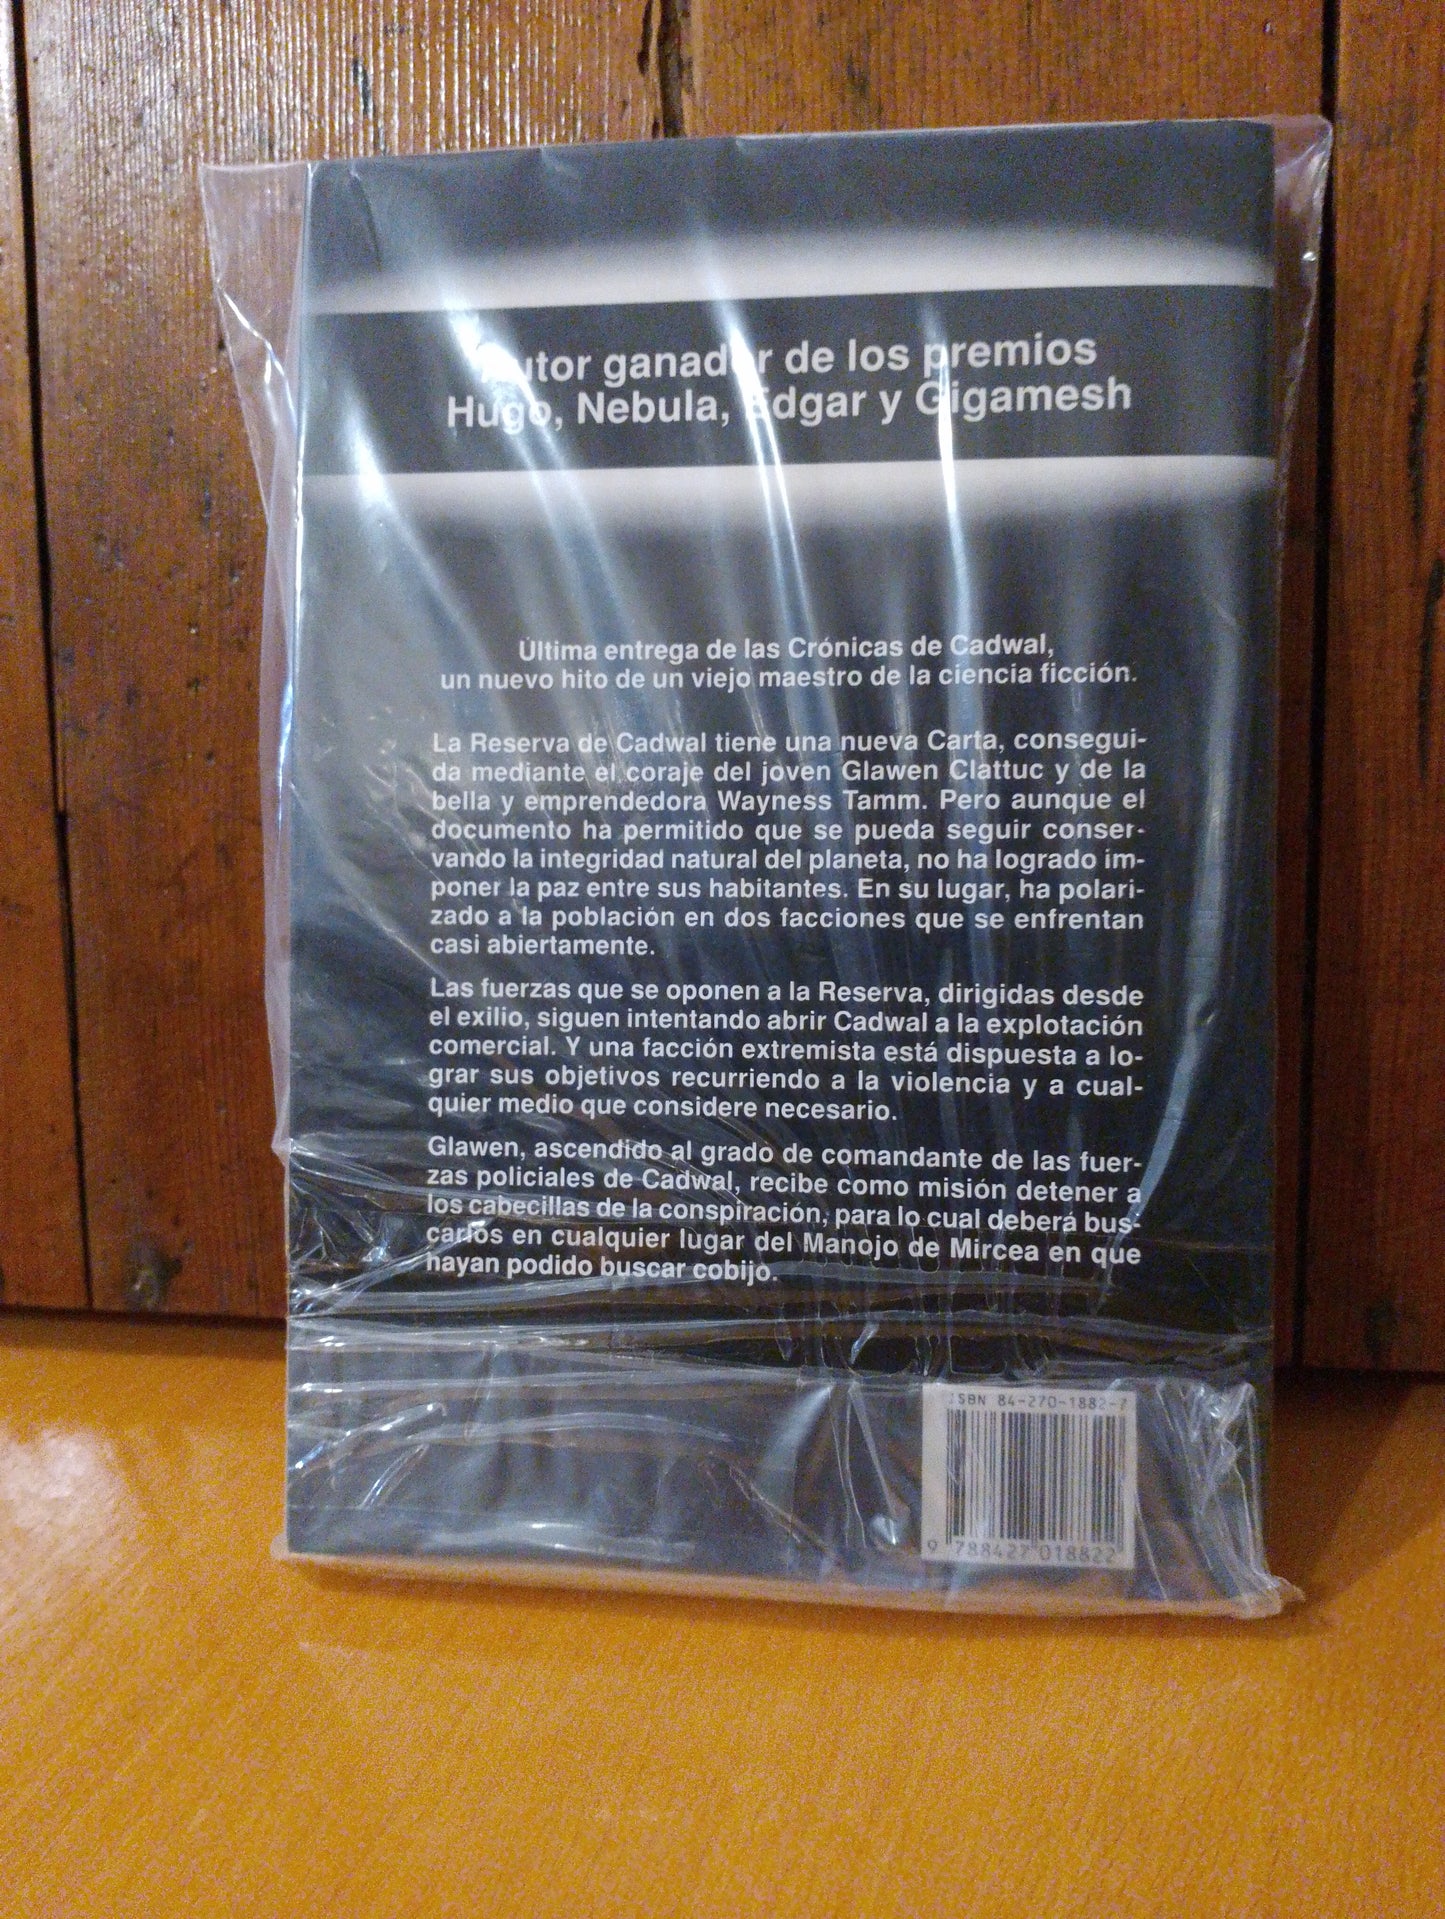 Autor ganador de los premios
Hugo, Nebula, Edgar y Gigamesh
Última entrega de las Crónicas de Cadwal,
un nuevo hito de un viejo maestro de la ciencia ficción.
La Reserva de Cadwal tiene una nueva Carta, consegui-
da mediante el coraje del joven Glawen Clattuc y de la
bella y emprendedora Wayness Tamm. Pero aunque el
documento ha permitido que se pueda seguir conser-
vando la integridad natural del planeta, no ha logrado im-
poner la paz entre sus habitantes. En su lugar, ha polari-
zado a la población en dos facciones que se enfrentan
casi abiertamente.
Las fuerzas que se oponen a la Reserva, dirigidas desde
el exilio, siguen intentando abrir Cadwal a la explotación
comercial. Y una facción extremista está dispuesta a lo-
grar sus objetivos recurriendo a la violencia y a cual-
quier medio que considere necesario.
Glawen, ascendido al grado de comandante de las fuer-
zas policiales de Cadwal, recibe como misión detener a
los cabecillas de la conspiración, para lo cual deberá bus-
carlos en cualquier lugar del Manojo de Mircea en que
hayan podido buscar cobijo.
ISBN 84-270-1882-7
9 788427 018822